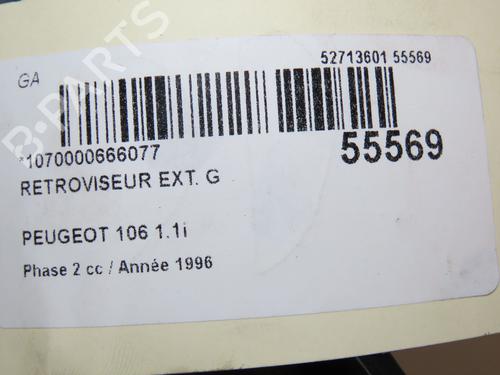 GA
52713601 55569
*1070000666077
55569
RETROVISEUR EXT. G
PEUGEOT 106 1.1i
Phase 2 cc / Année 1996
B-PARTS